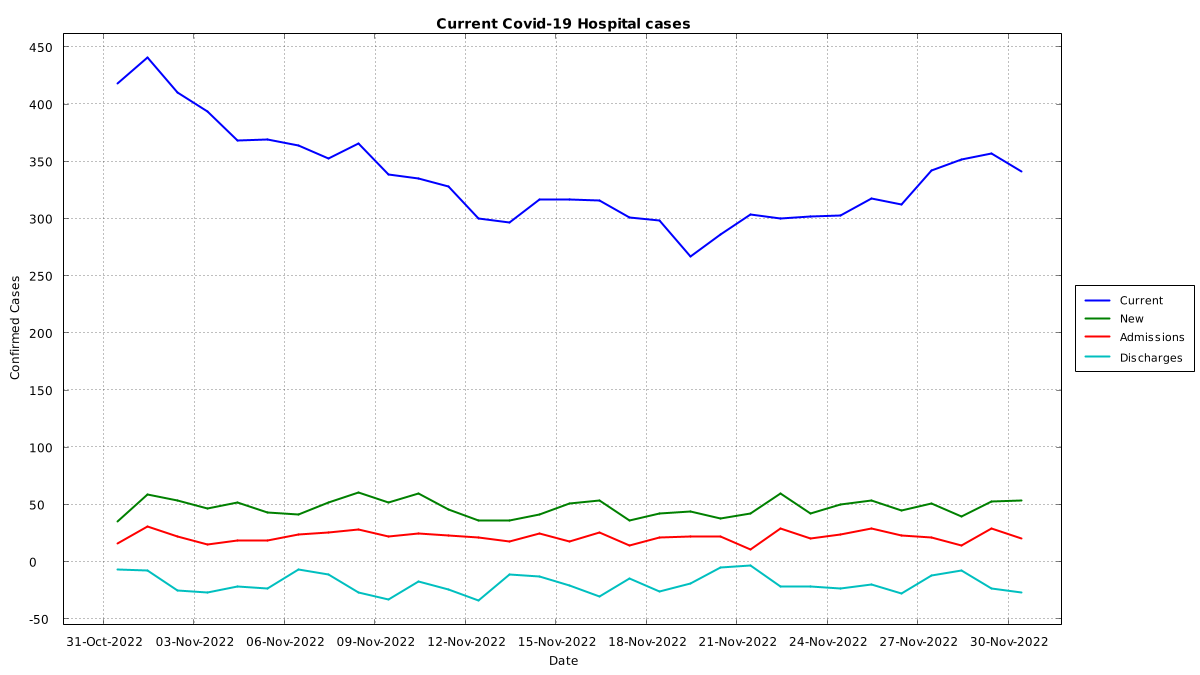 Current Covid-19 Hospital cases
450
400
350
300
250
200
150
100
50
0
-50
Confirmed Cases
31-Oct-2022 03-Nov-2022 06-Nov-2022 09-Nov-2022 12-Nov-2022 15-Nov-2022 18-Nov-2022 21-Nov-2022 24-Nov-2022 27-Nov-2022 30-Nov-2022
Date
Current
New
Admissions
Discharges